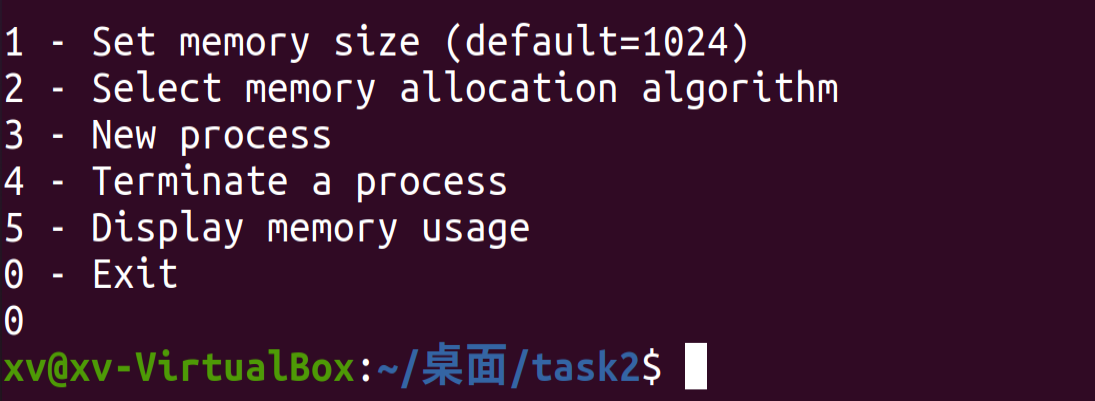 1 - Set memory size (default=1024)
2 - Select memory allocation algorithm
3 - New process
4 - Terminate a process
5 - Display memory usage
0 - Exit
0
xv@xv-VirtualBox:~/桌面/task2$